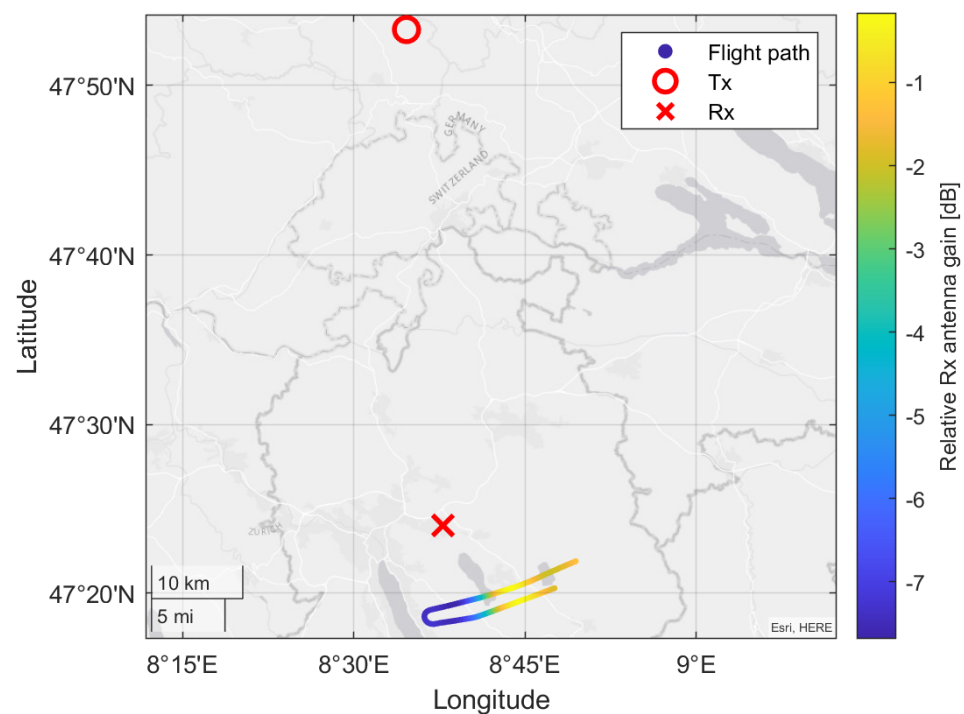 Flight path
Tx
Rx
GERMANY
SWITZERLAND
ZURICH
10 km
5 mi
Esri, HERE
47°50'N
47°40'N
47°30'N
47°20'N
8°15'E
8°30'E
8°45'E
9°E
Latitude
Longitude
-1
-2
-3
-4
-5
-6
-7
Relative Rx antenna gain [dB]